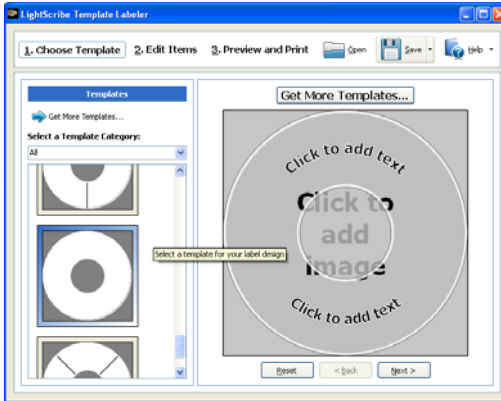 LightScribe Template Labeler
1. Choose Template 2. Edit Items 3. Preview and Print Open Save Help
Templates
Get More Templates...
Select a Template Category:
All
Select a template for your label design
Get More Templates...
Click to add text
Click to
add
image
Click to add text
Reset < Back Next >